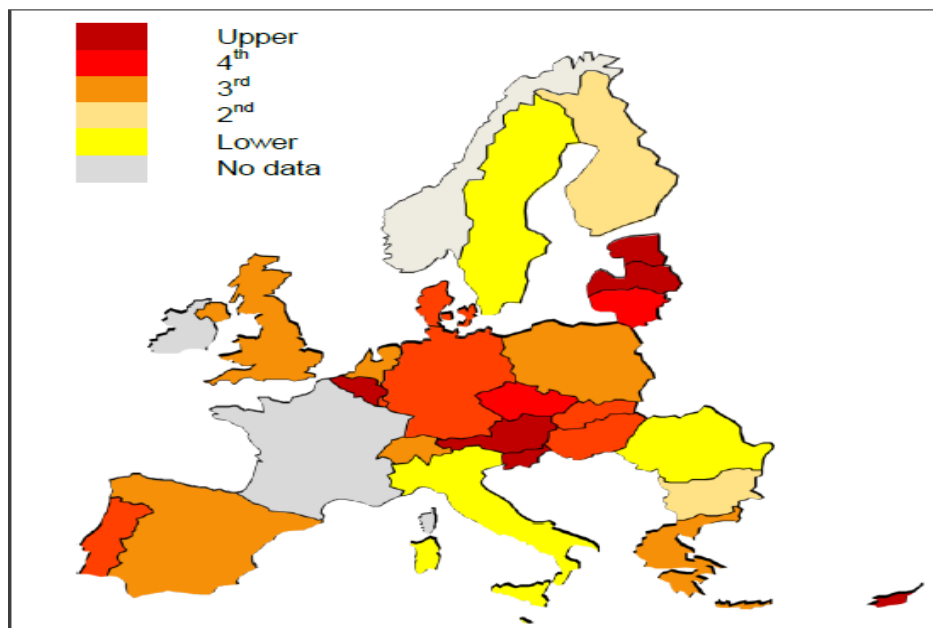 Upper
4th
3rd
2nd
Lower
No data